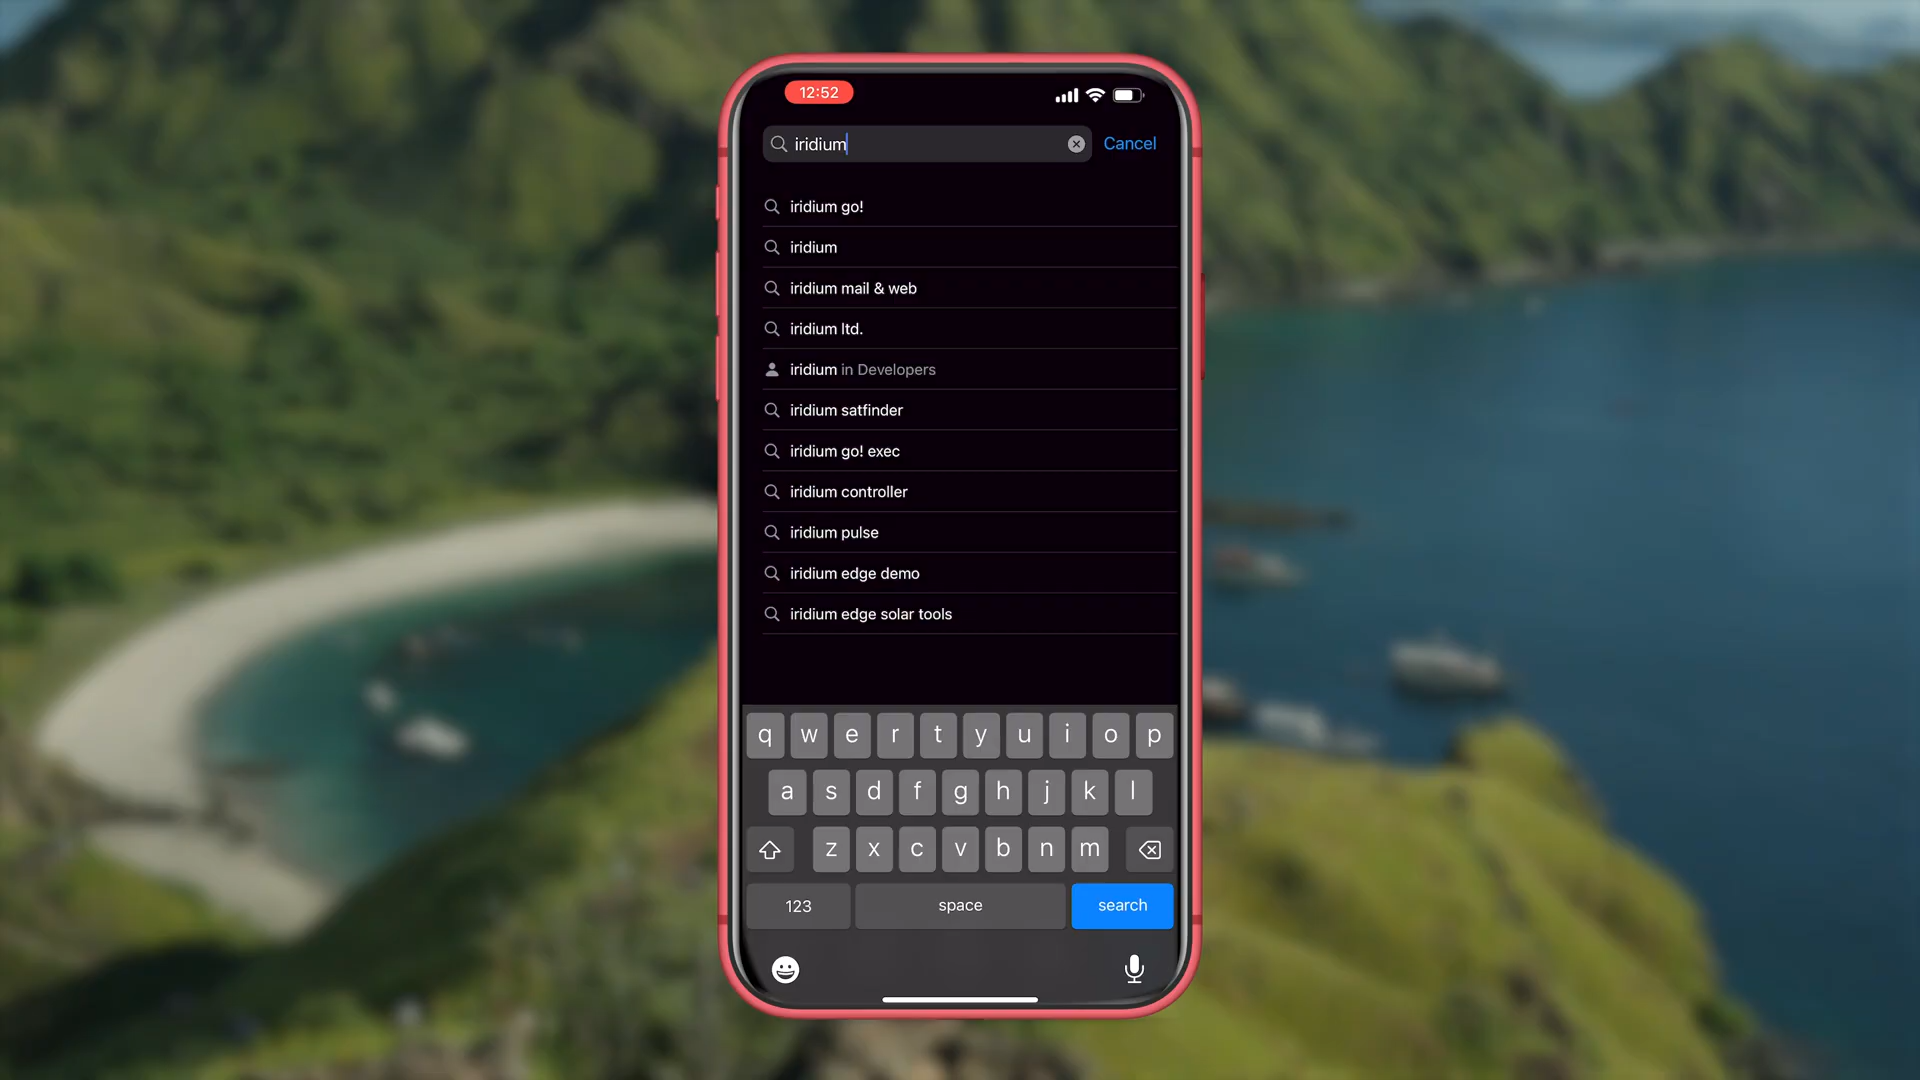 12:52
iridium
Cancel
iridium go!
iridium
iridium mail & web
iridium ltd.
iridium in Developers
iridium satfinder
iridium go! exec
iridium controller
iridium pulse
iridium edge demo
iridium edge solar tools
q w e r t y u i o p
a s d f g h j k l
z x c v b n m
123 space search